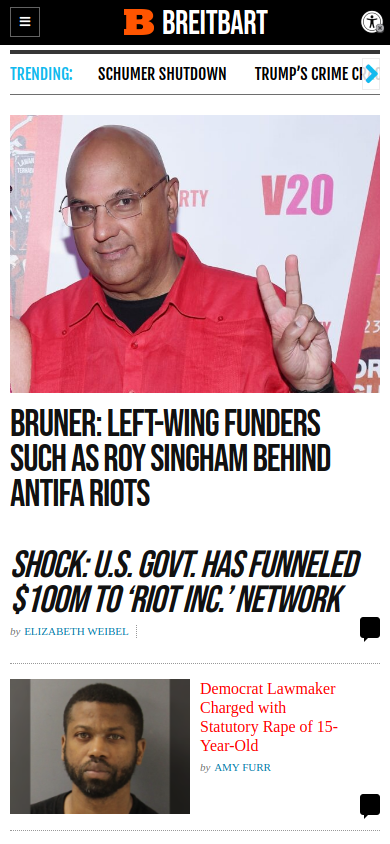 BREITBART
TRENDING:
SCHUMER SHUTDOWN
TRUMP'S CRIME
V20
BRUNER: LEFT-WING FUNDERS
SUCH AS ROY SINGHAM BEHIND
ANTIFA RIOTS
SHOCK: U.S. GOVT. HAS FUNNELED
$100M TO ‘RIOT INC.’ NETWORK
by ELIZABETH WEIBEL
Democrat Lawmaker
Charged with
Statutory Rape of 15-
Year-Old
by AMY FURR